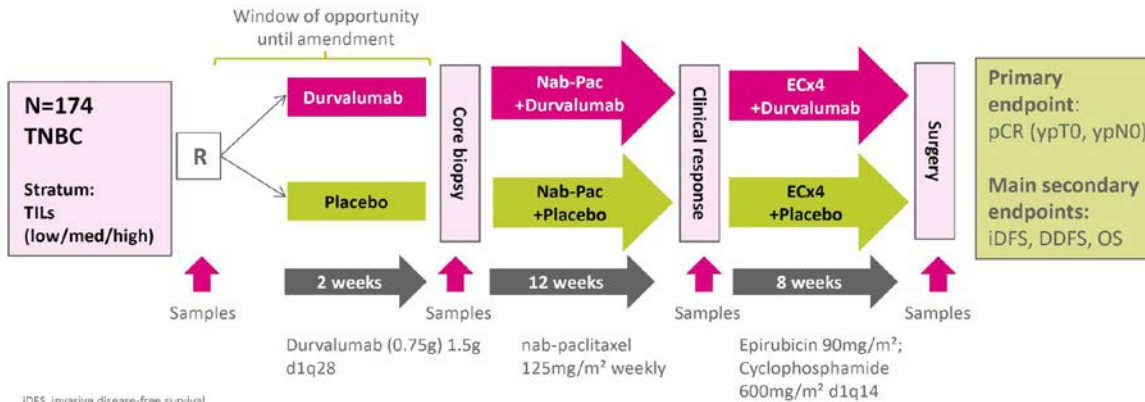 Window of opportunity
until amendment
N=174
TNBC
Stratum:
TILs
(low/med/high)
R
Durvalumab
Placebo
Core biopsy
Nab-Pac
+Durvalumab
Nab-Pac
+Placebo
Clinical response
ECx4
+Durvalumab
ECx4
+Placebo
Surgery
Primary
endpoint:
pCR (ypT0, ypN0)
Main secondary
endpoints:
iDFS, DDFS, OS
2 weeks
12 weeks
8 weeks
Samples
Samples
Samples
Samples
Durvalumab (0.75g) 1.5g
d1q28
nab-paclitaxel
125mg/m² weekly
Epirubicin 90mg/m²;
Cyclophosphamide
600mg/m² d1q14
iDFS, invasive disease-free survival